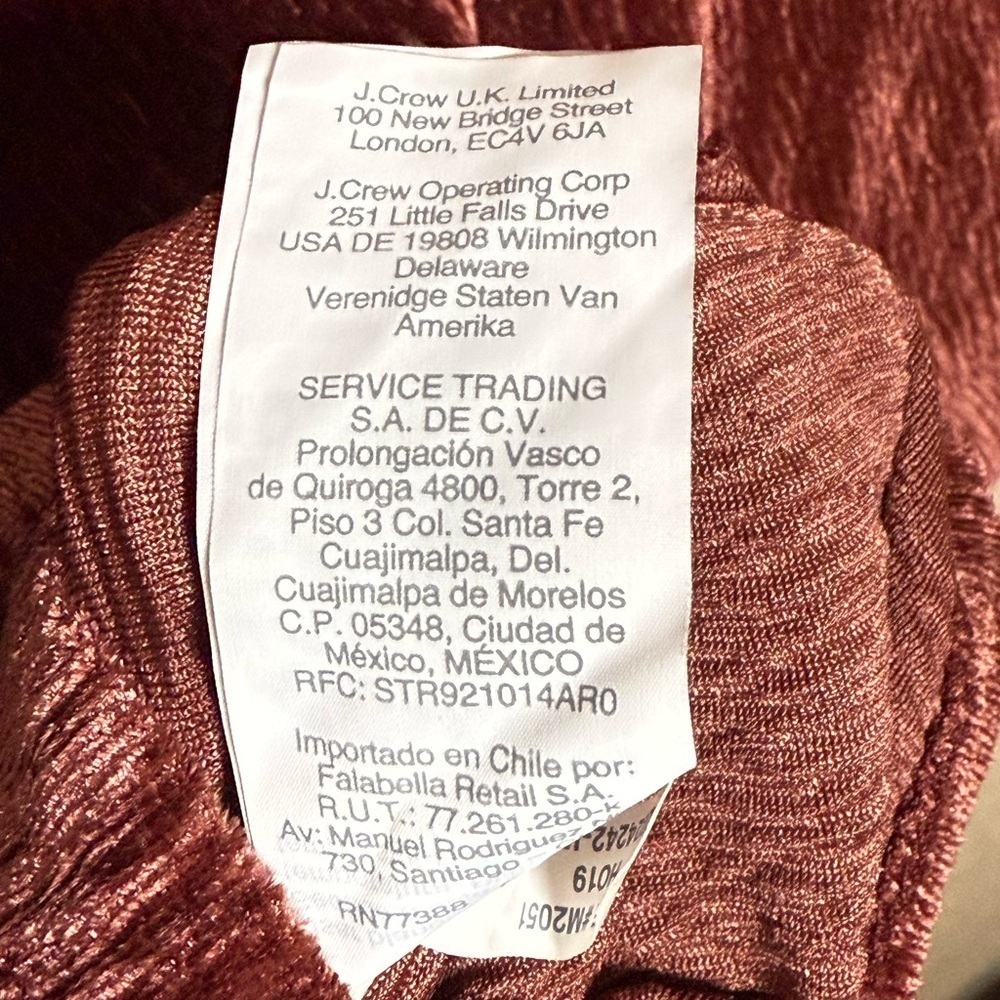 J.Crow U.K. Limited
100 New Bridge Street
London, EC4V 6JA
J.Crew Operating Corp
251 Little Falls Drive
USA DE 19808 Wilmington
Delaware
Verenidge Staten Van
Amerika
SERVICE TRADING
S.A. DE C.V.
Prolongación Vasco
de Quiroga 4800, Torre 2,
Piso 3 Col. Santa Fe
Cuajimalpa, Del.
Cuajimalpa de Morelos
C.P. 05348, Ciudad de
México, MÉXICO
RFC: STR921014AR0
Importado en Chile por:
Falabella Retail S.A.
R.U.T.: 77.261.280-k
Av: Manuel Rodriguez
730, Santiago
RN77388